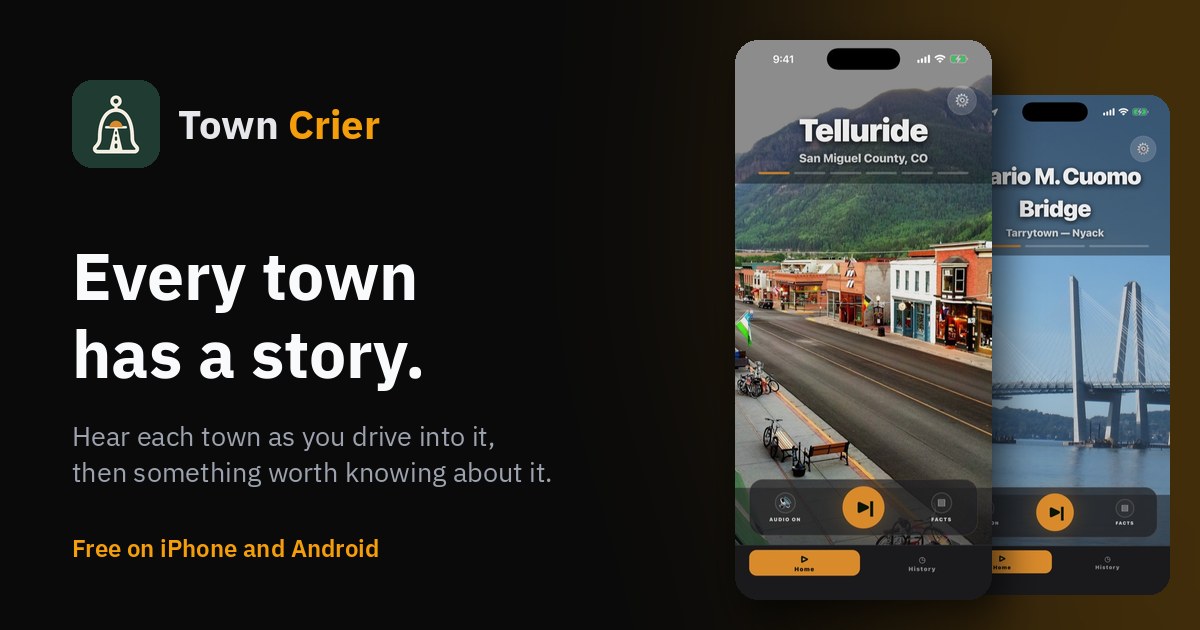 Town Crier
Every town
has a story.
Hear each town as you drive into it,
then something worth knowing about it.
Free on iPhone and Android
9:41
Telluride
San Miguel County, CO
AUDIO ON
FACTS
Home
History
ario M. Cuomo
Bridge
Tarrytown — Nyack
ON
FACTS
Home
History